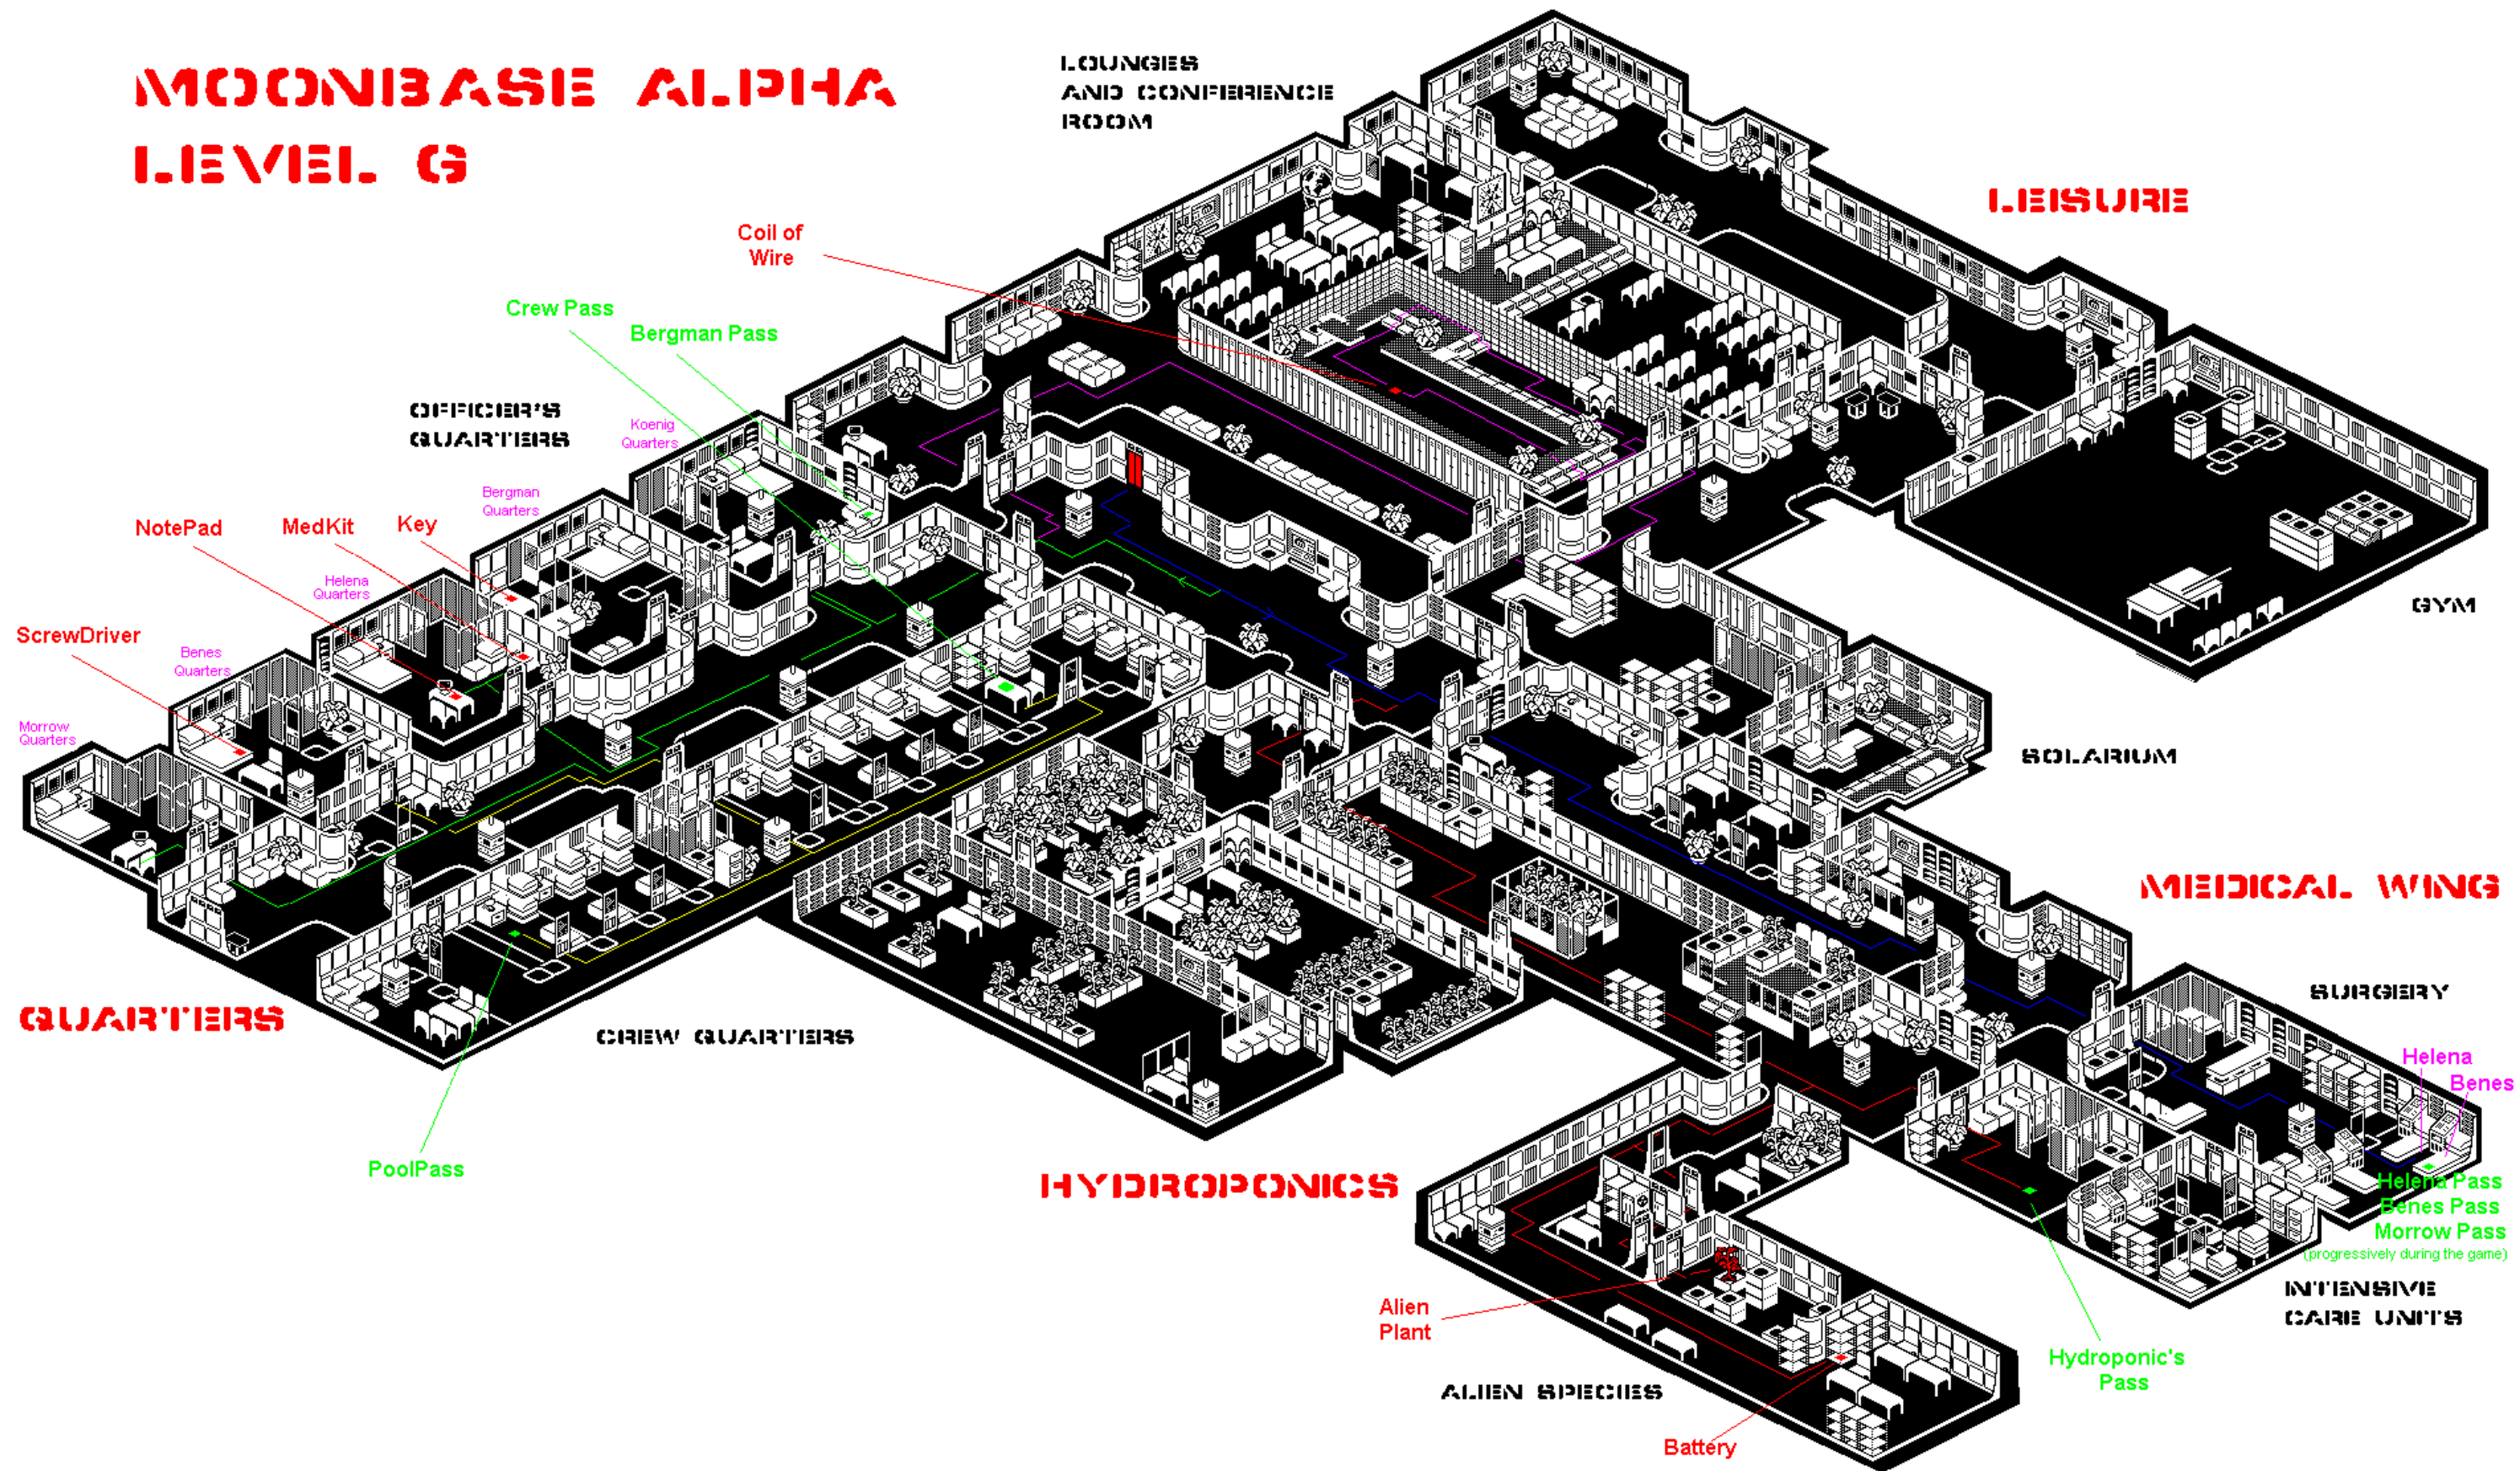 MOONBASE ALPHA
LEVEL G
LOUNGES
AND CONFERENCE
ROOM
LEISURE
Coil of
Wire
Crew Pass
Bergman Pass
OFFICER'S
QUARTERS
Koenig
Quarters
Bergman
Quarters
NotePad
MedKit
Key
Helena
Quarters
ScrewDriver
Benes
Quarters
Morrow
Quarters
GYM
SOLARIUM
MEDICAL WING
SURGERY
QUARTERS
CREW QUARTERS
Helena
Benes
PoolPass
HYDROPONICS
Helena Pass
Benes Pass
Morrow Pass
(progressively during the game)
INTENSIVE
CARE UNITS
Alien
Plant
Hydroponic's
Pass
ALIEN SPECIES
Battery